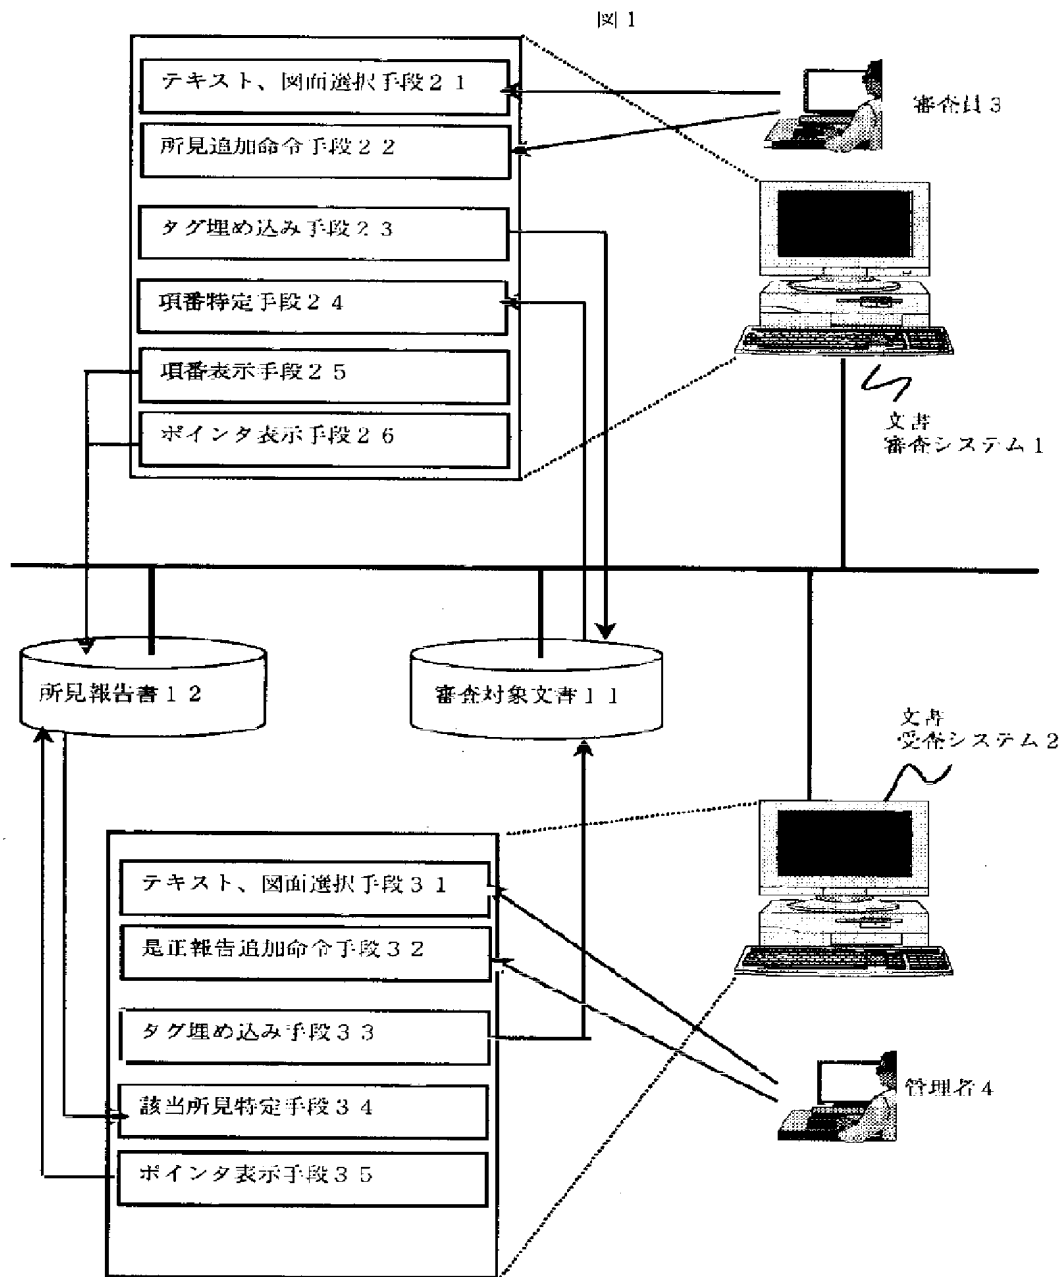 図1
テキスト、図面選択手段21
審査員3
所見追加命令手段22
タグ埋め込み手段23
項番特定手段24
項番表示手段25
ポインタ表示手段26
文書
審査システム1
所見報告書12
審査対象文書11
文書
受査システム2
テキスト、図面選択手段31
是正報告追加命令手段32
タグ埋め込み手段33
該当所見特定手段34
管理者4
ポインタ表示手段35